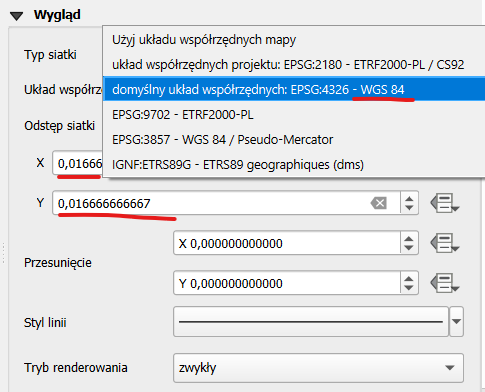 Wygląd
Typ siatki
Użyj układu współrzędnych mapy
układ współrzędnych projektu: EPSG:2180 - ETRF2000-PL / CS92
Układ współrzę
domyślny układ współrzędnych: EPSG:4326 - WGS 84
EPSG:9702 - ETRF2000-PL
Odstęp siatki
EPSG:3857 - WGS 84 / Pseudo-Mercator
X 0,01666
IGNF:ETRS89G - ETRS89 geographiques (dms)
Y 0,016666666667
X 0,000000000000
Przesunięcie
Y 0,000000000000
Styl linii
Tryb renderowania zwykły